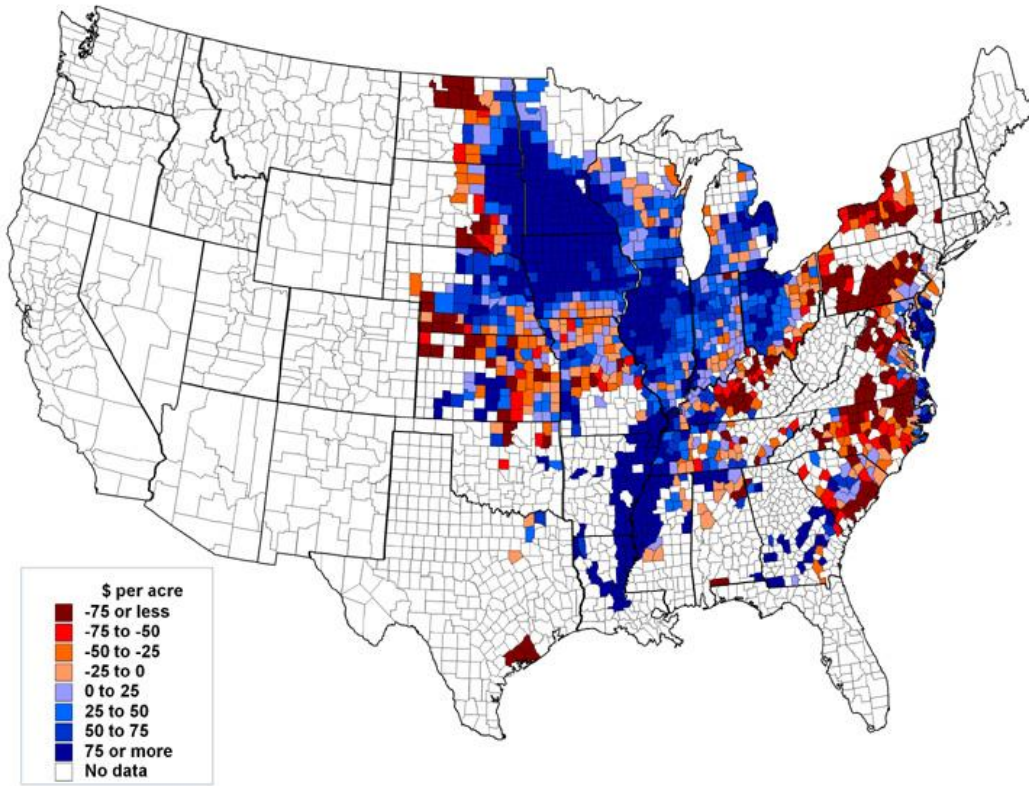 $ per acre
-75 or less
-75 to -50
-50 to -25
-25 to 0
0 to 25
25 to 50
50 to 75
75 or more
No data